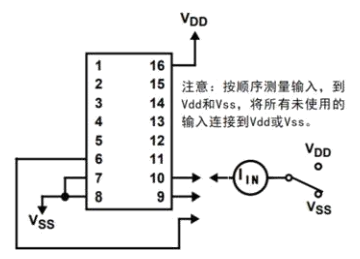 VDD
1 16
2 15
3 14
4 13
5 12
6 11
7 10
8 9
VSS
注意：按顺序测量输入，到
Vdd和Vss，将所有未使用的
输入连接到Vdd或Vss。
IIN
VDD
VSS